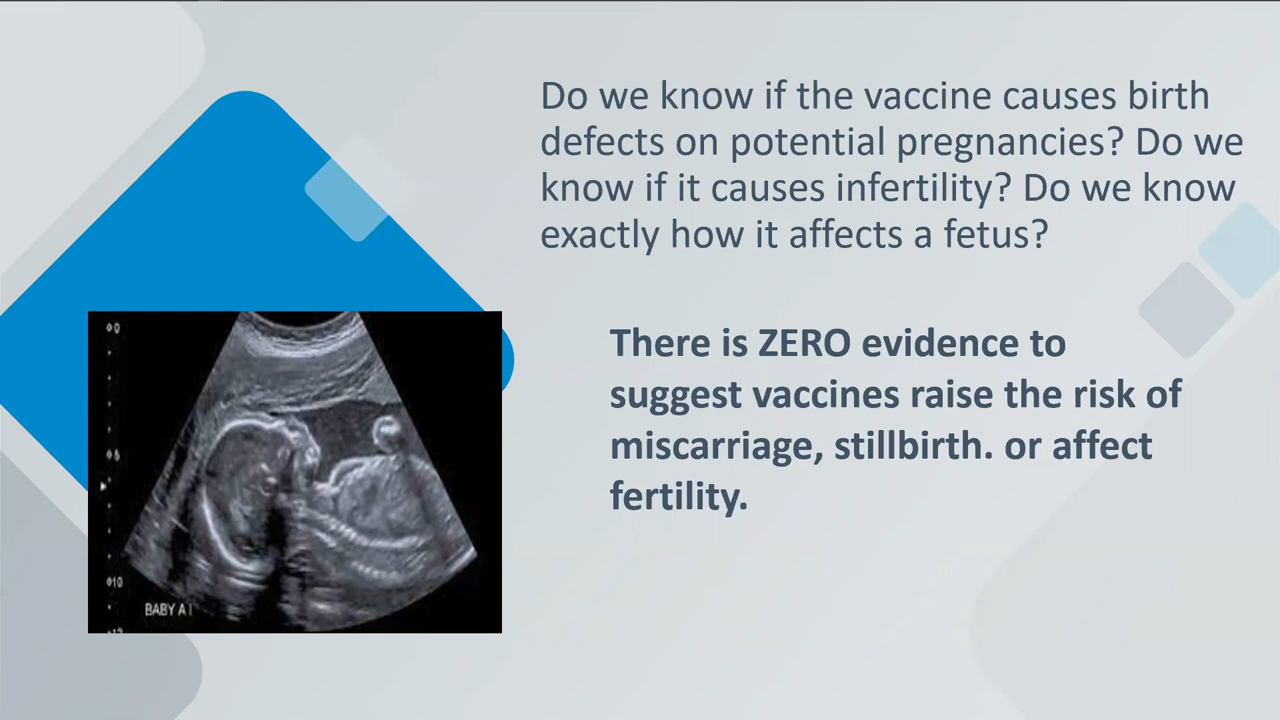 Do we know if the vaccine causes birth
defects on potential pregnancies? Do we
know if it causes infertility? Do we know
exactly how it affects a fetus?
There is ZERO evidence to
suggest vaccines raise the risk of
miscarriage, stillbirth. or affect
fertility.
10
BABY A